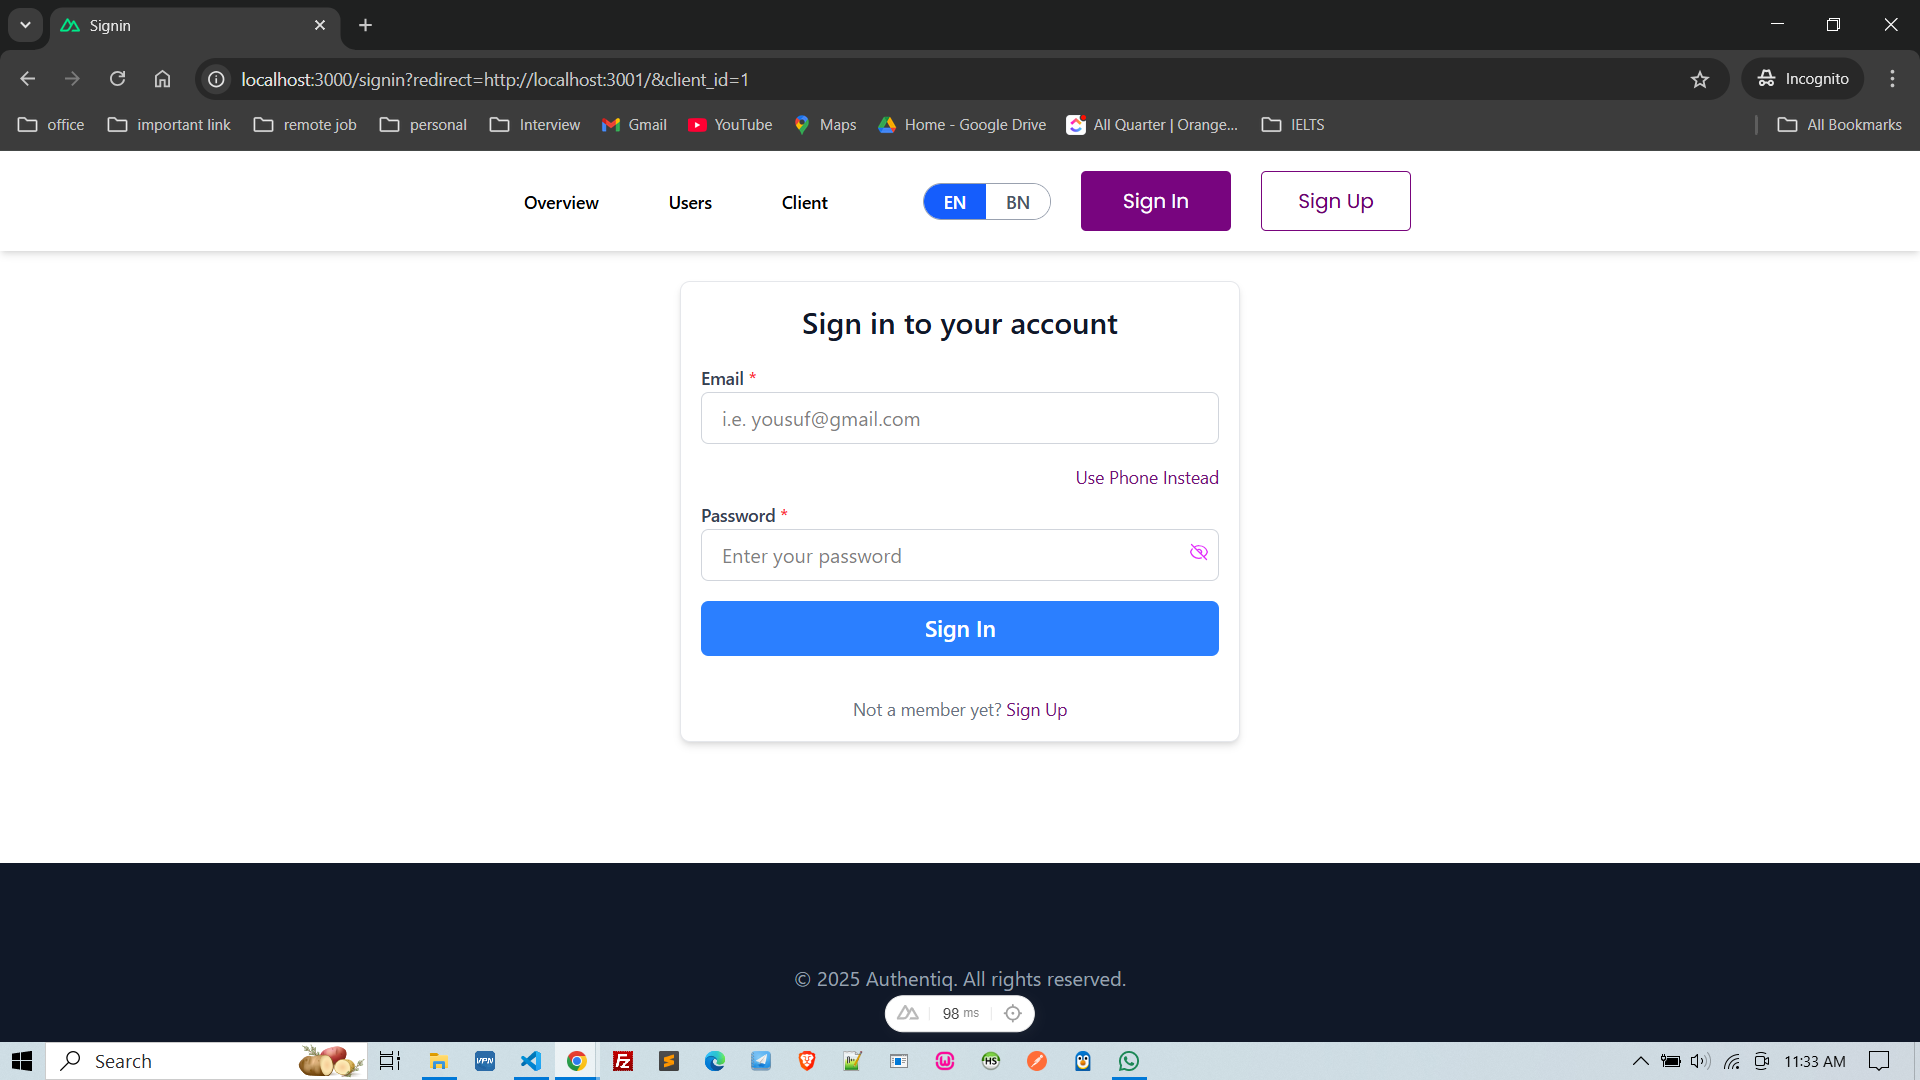 Signin
localhost:3000/signin?redirect=http://localhost:3001/&client_id=1
Incognito
office
important link
remote job
personal
Interview
Gmail
YouTube
Maps
Home - Google Drive
All Quarter | Orange...
IELTS
All Bookmarks
Overview
Users
Client
EN
BN
Sign In
Sign Up
Sign in to your account
Email *
i.e. yousuf@gmail.com
Use Phone Instead
Password *
Enter your password
Sign In
Not a member yet? Sign Up
© 2025 Authentiq. All rights reserved.
98 ms
Search
VPN
FZ
HS
11:33 AM